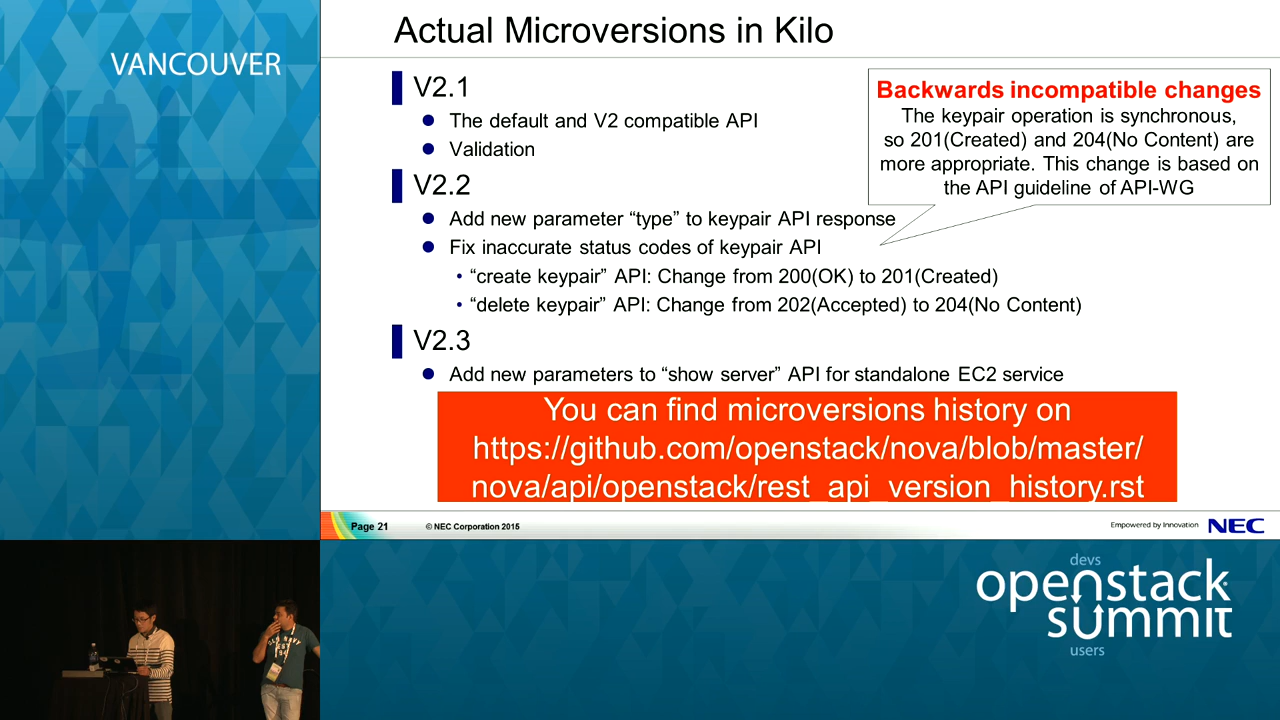 VANCOUVER
Actual Microversions in Kilo
V2.1
● The default and V2 compatible API
● Validation
V2.2
● Add new parameter “type” to keypair API response
● Fix inaccurate status codes of keypair API
• “create keypair” API: Change from 200(OK) to 201(Created)
• “delete keypair” API: Change from 202(Accepted) to 204(No Content)
V2.3
● Add new parameters to “show server” API for standalone EC2 service
Backwards incompatible changes
The keypair operation is synchronous,
so 201(Created) and 204(No Content) are
more appropriate. This change is based on
the API guideline of API-WG
You can find microversions history on
https://github.com/openstack/nova/blob/master/
nova/api/openstack/rest_api_version_history.rst
Page 21
© NEC Corporation 2015
Empowered by Innovation
NEC
devs
openstack
summit
users
OLD NAVY